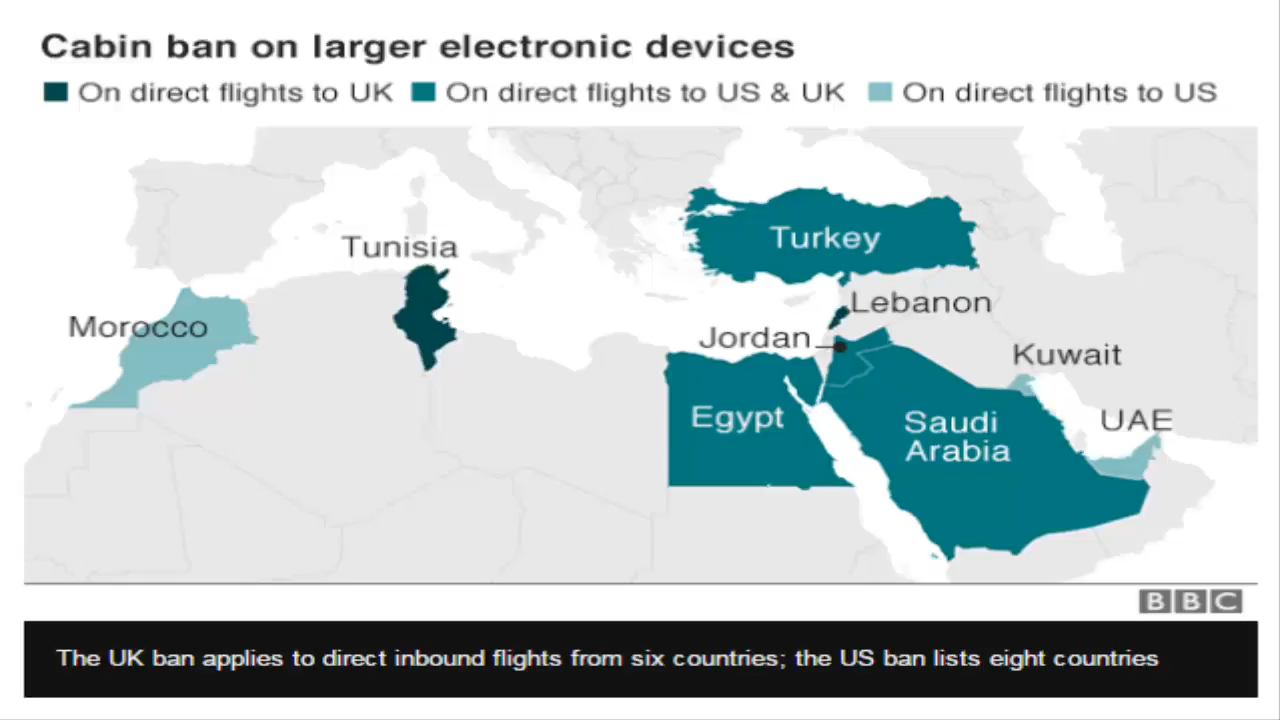 Cabin ban on larger electronic devices
On direct flights to UK On direct flights to US & UK On direct flights to US
Turkey
Tunisia
Lebanon
Morocco
Jordan
Kuwait
Egypt
Saudi
Arabia
UAE
BBC
The UK ban applies to direct inbound flights from six countries; the US ban lists eight countries